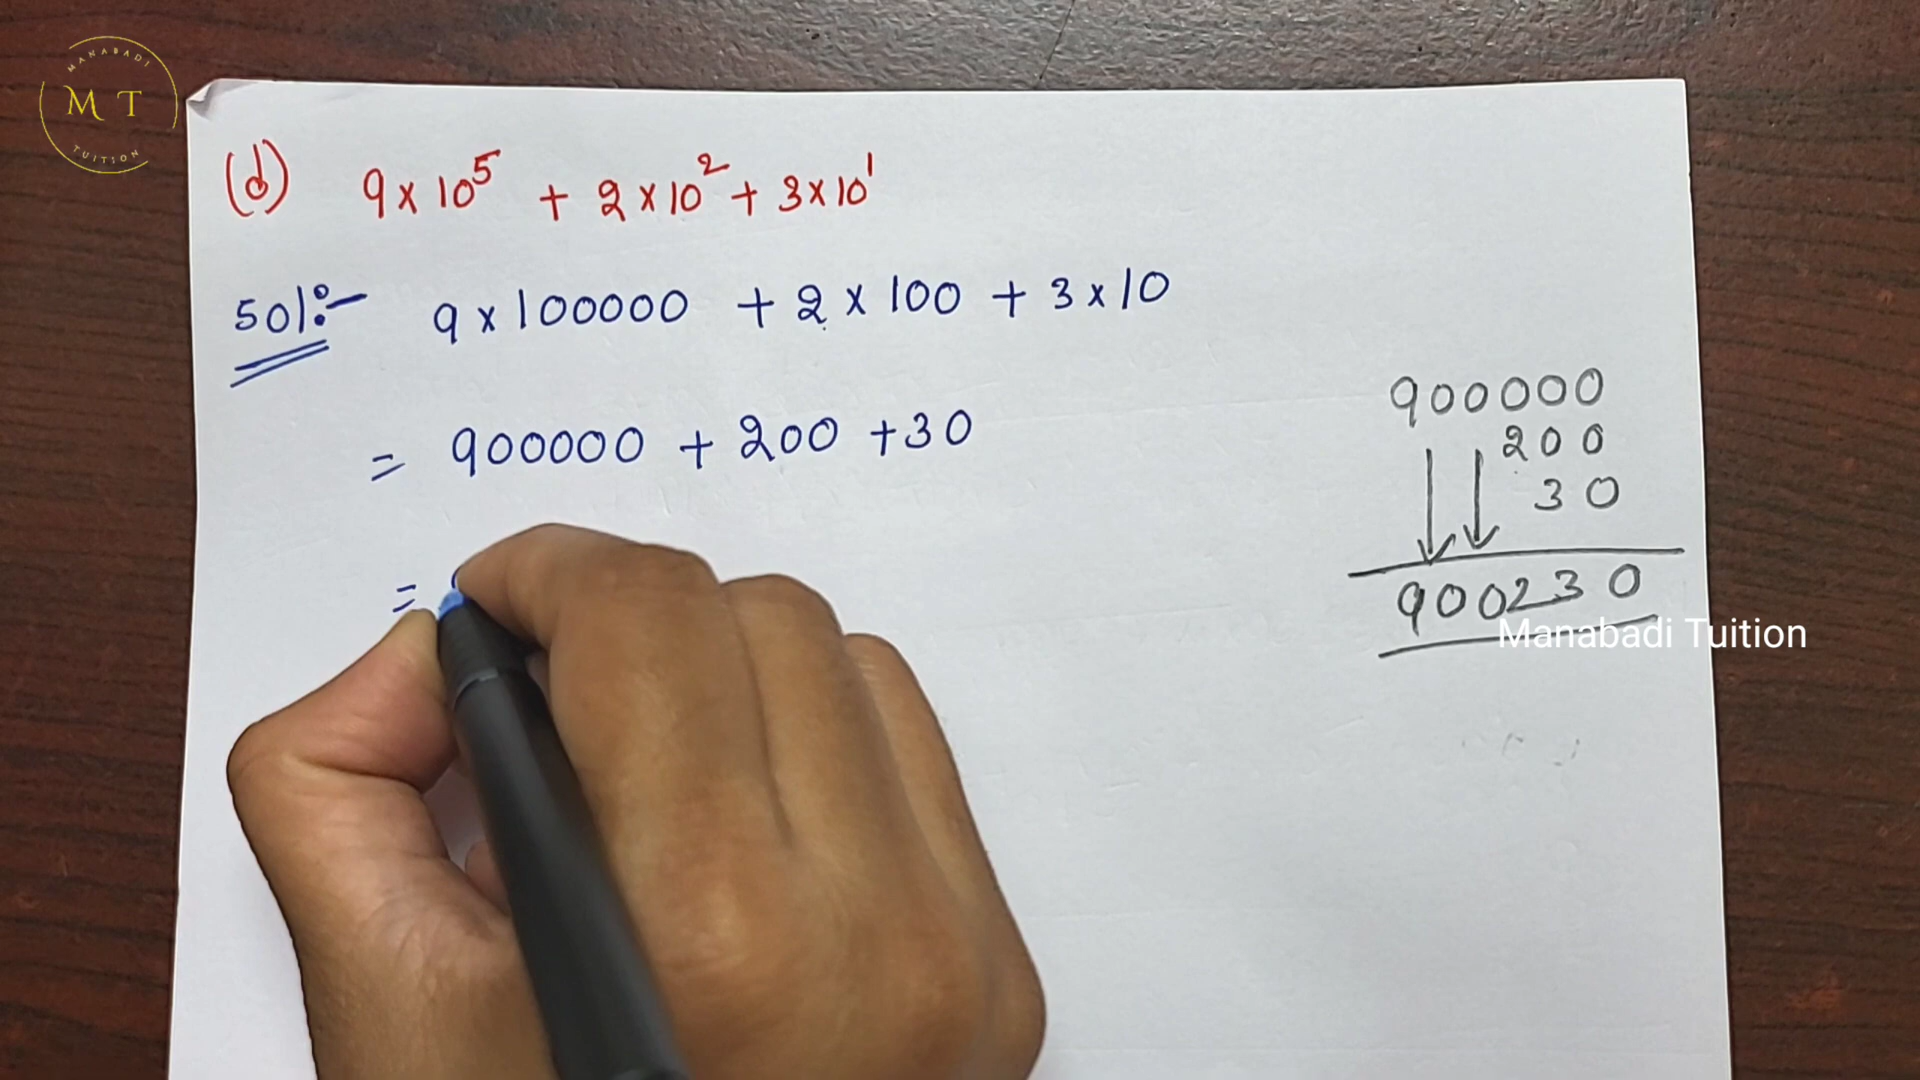 MANABADI
M T
TUITION
(d) 9 × 10⁵ + 2 × 10² + 3 × 10¹
Sol:- 9 × 100000 + 2 × 100 + 3 × 10
= 900000 + 200 + 30
=
900000
200
30
900230
Manabadi Tuition